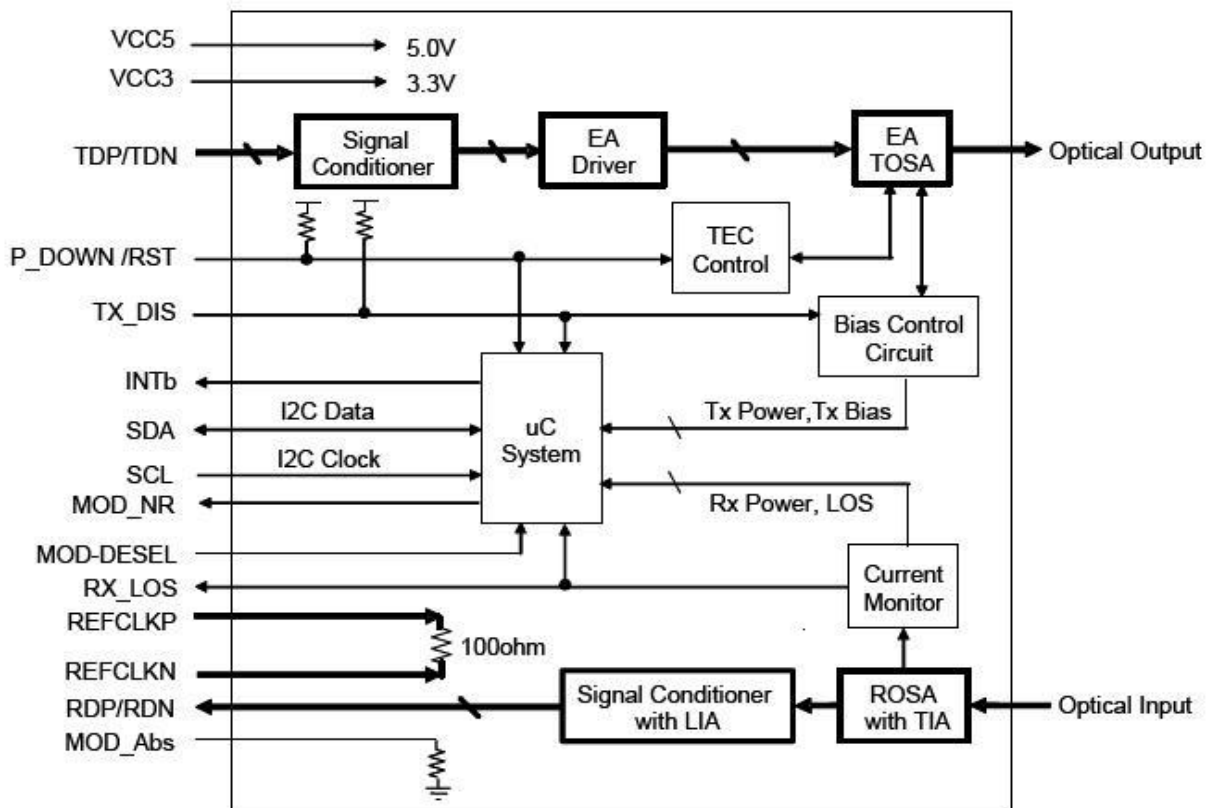 VCC5
5.0V
VCC3
3.3V
TDP/TDN
Signal
Conditioner
EA
Driver
EA
TOSA
Optical Output
P_DOWN /RST
TEC
Control
TX_DIS
Bias Control
Circuit
INTb
I2C Data
SDA
uC
System
Tx Power,Tx Bias
I2C Clock
SCL
MOD_NR
Rx Power, LOS
MOD-DESEL
RX_LOS
Current
Monitor
REFCLKP
100ohm
REFCLKN
RDP/RDN
Signal Conditioner
with LIA
ROSA
with TIA
Optical Input
MOD_Abs